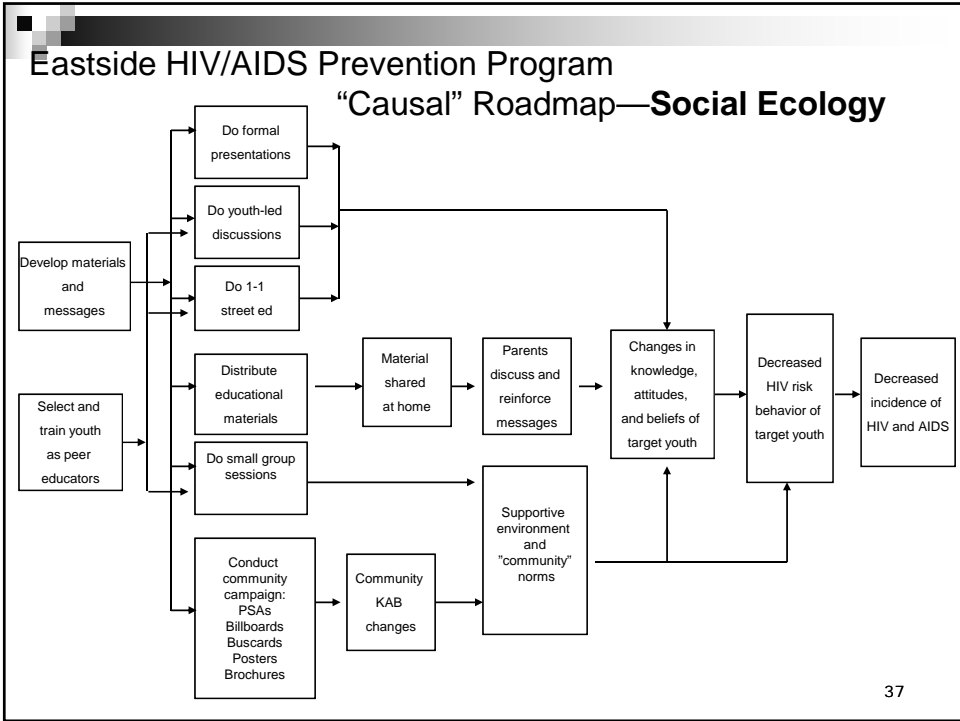 Eastside HIV/AIDS Prevention Program
“Causal” Roadmap—Social Ecology
Develop materials
and
messages
Select and
train youth
as peer
educators
Do formal
presentations
Do youth-led
discussions
Do 1-1
street ed
Distribute
educational
materials
Do small group
sessions
Conduct
community
campaign:
PSAs
Billboards
Buscards
Posters
Brochures
Material
shared
at home
Community
KAB
changes
Parents
discuss and
reinforce
messages
Supportive
environment
and
”community”
norms
Changes in
knowledge,
attitudes,
and beliefs of
target youth
Decreased
HIV risk
behavior of
target youth
Decreased
incidence of
HIV and AIDS
37